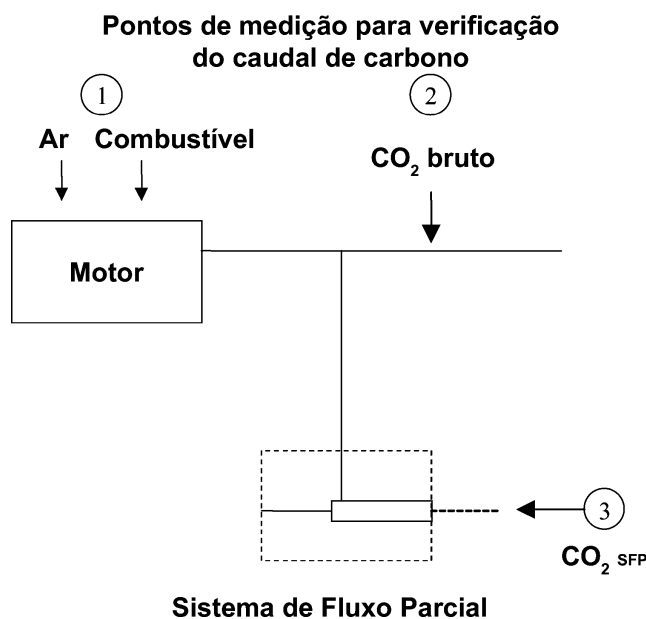 Pontos de medição para verificação
do caudal de carbono
1
2
Ar Combustível
CO₂ bruto
Motor
3
CO₂ SFP
Sistema de Fluxo Parcial